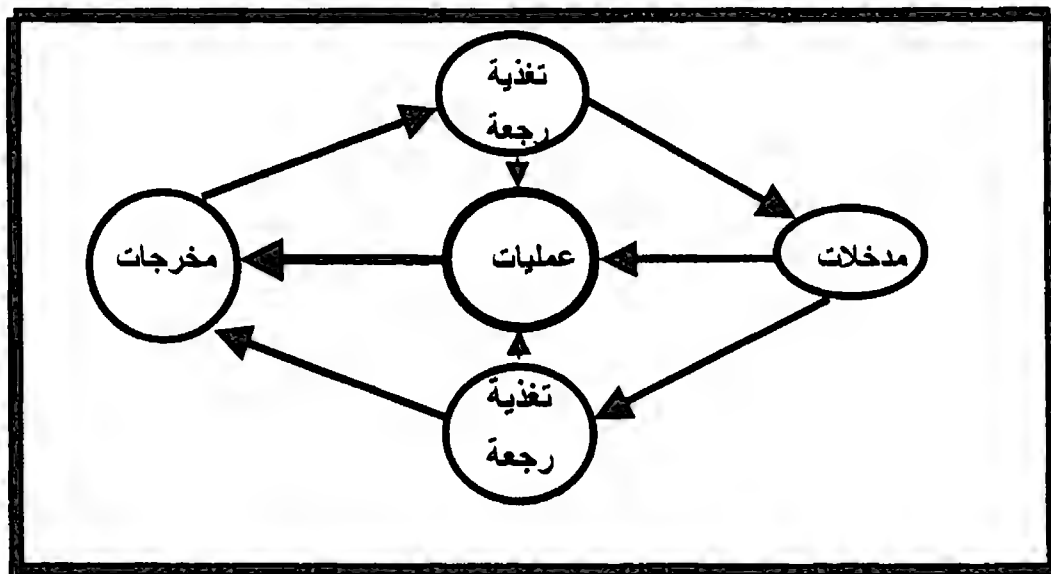 تغذية
رجعة
مدخلات
عمليات
مخرجات
تغذية
رجعة